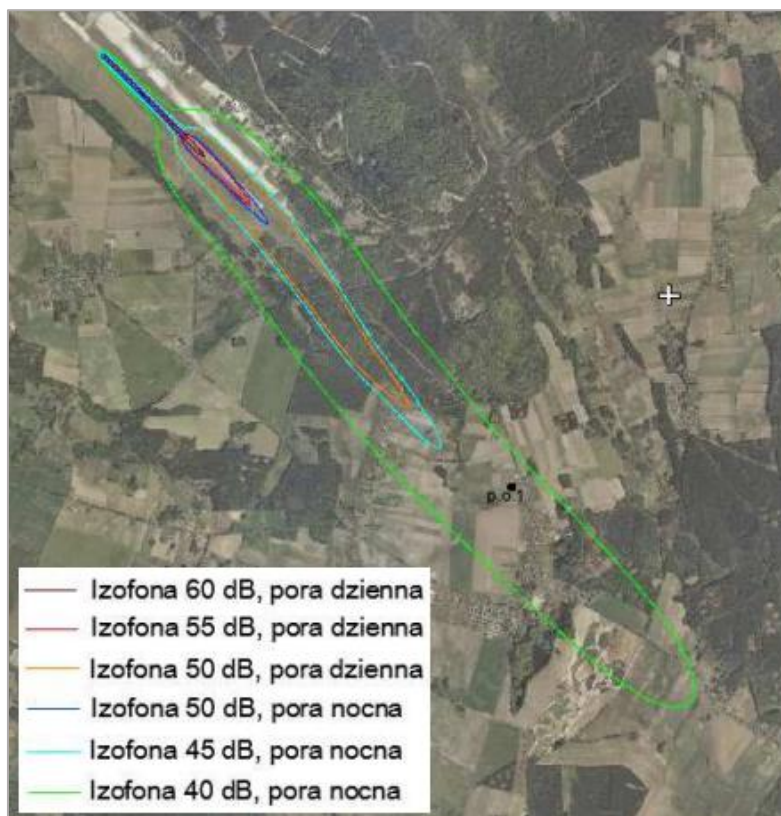 p.o.1
Izofona 60 dB, pora dzienna
Izofona 55 dB, pora dzienna
Izofona 50 dB, pora dzienna
Izofona 50 dB, pora nocna
Izofona 45 dB, pora nocna
Izofona 40 dB, pora nocna